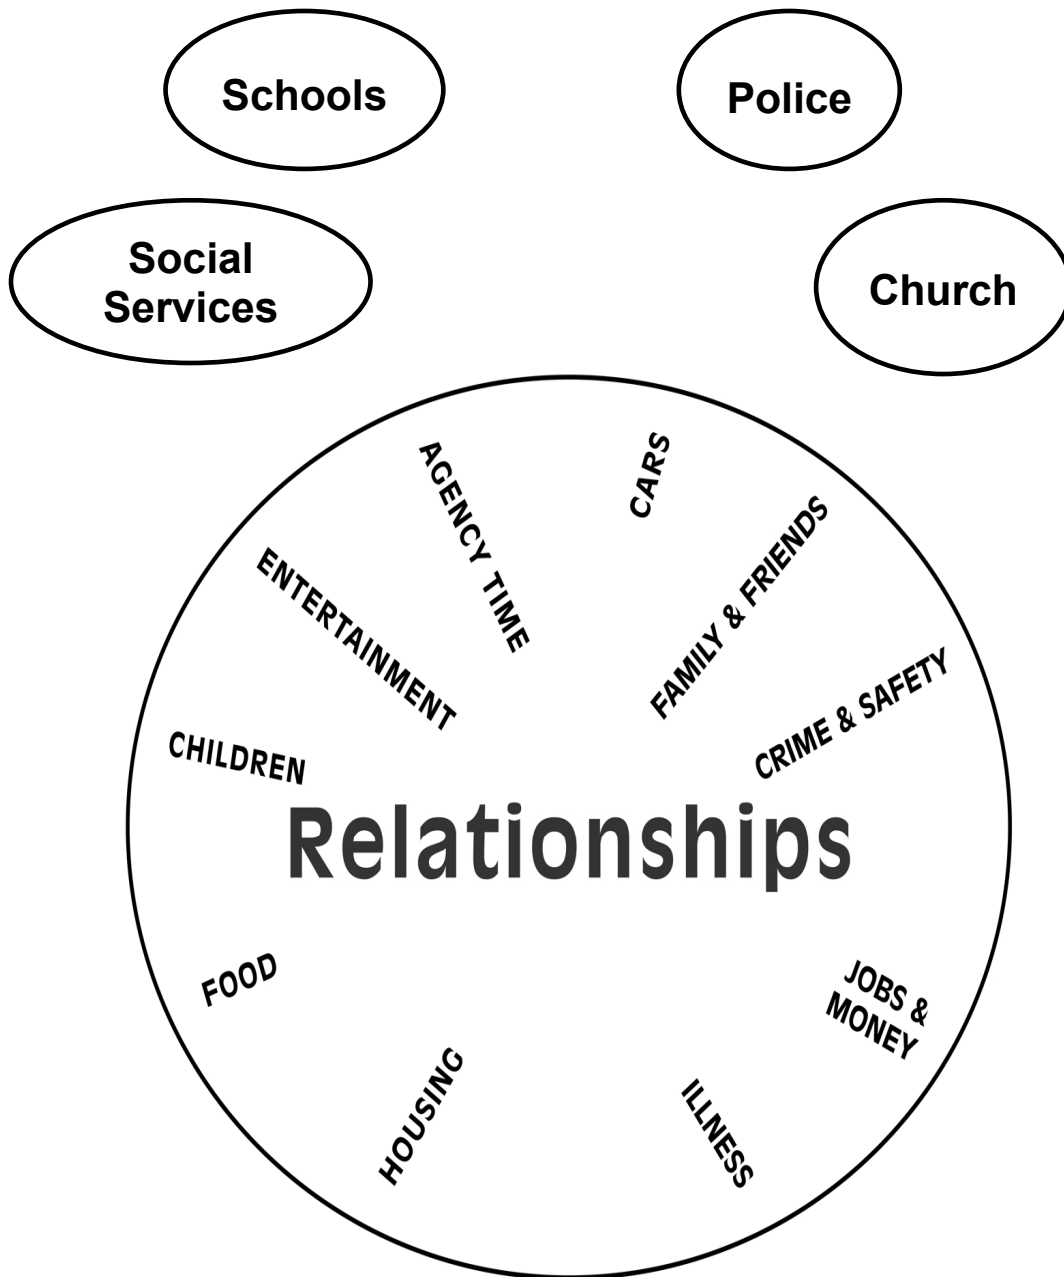 Schools
Police
Social
Services
Church
AGENCY TIME
CARS
ENTERTAINMENT
FAMILY & FRIENDS
CHILDREN
CRIME & SAFETY
Relationships
FOOD
JOBS &
MONEY
HOUSING
ILLNESS